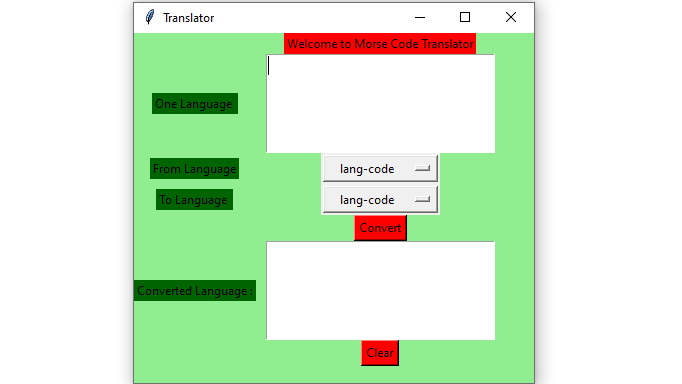 Translator
Welcome to Morse Code Translator
One Language
From Language
lang-code
To Language
lang-code
Convert
Converted Language :
Clear